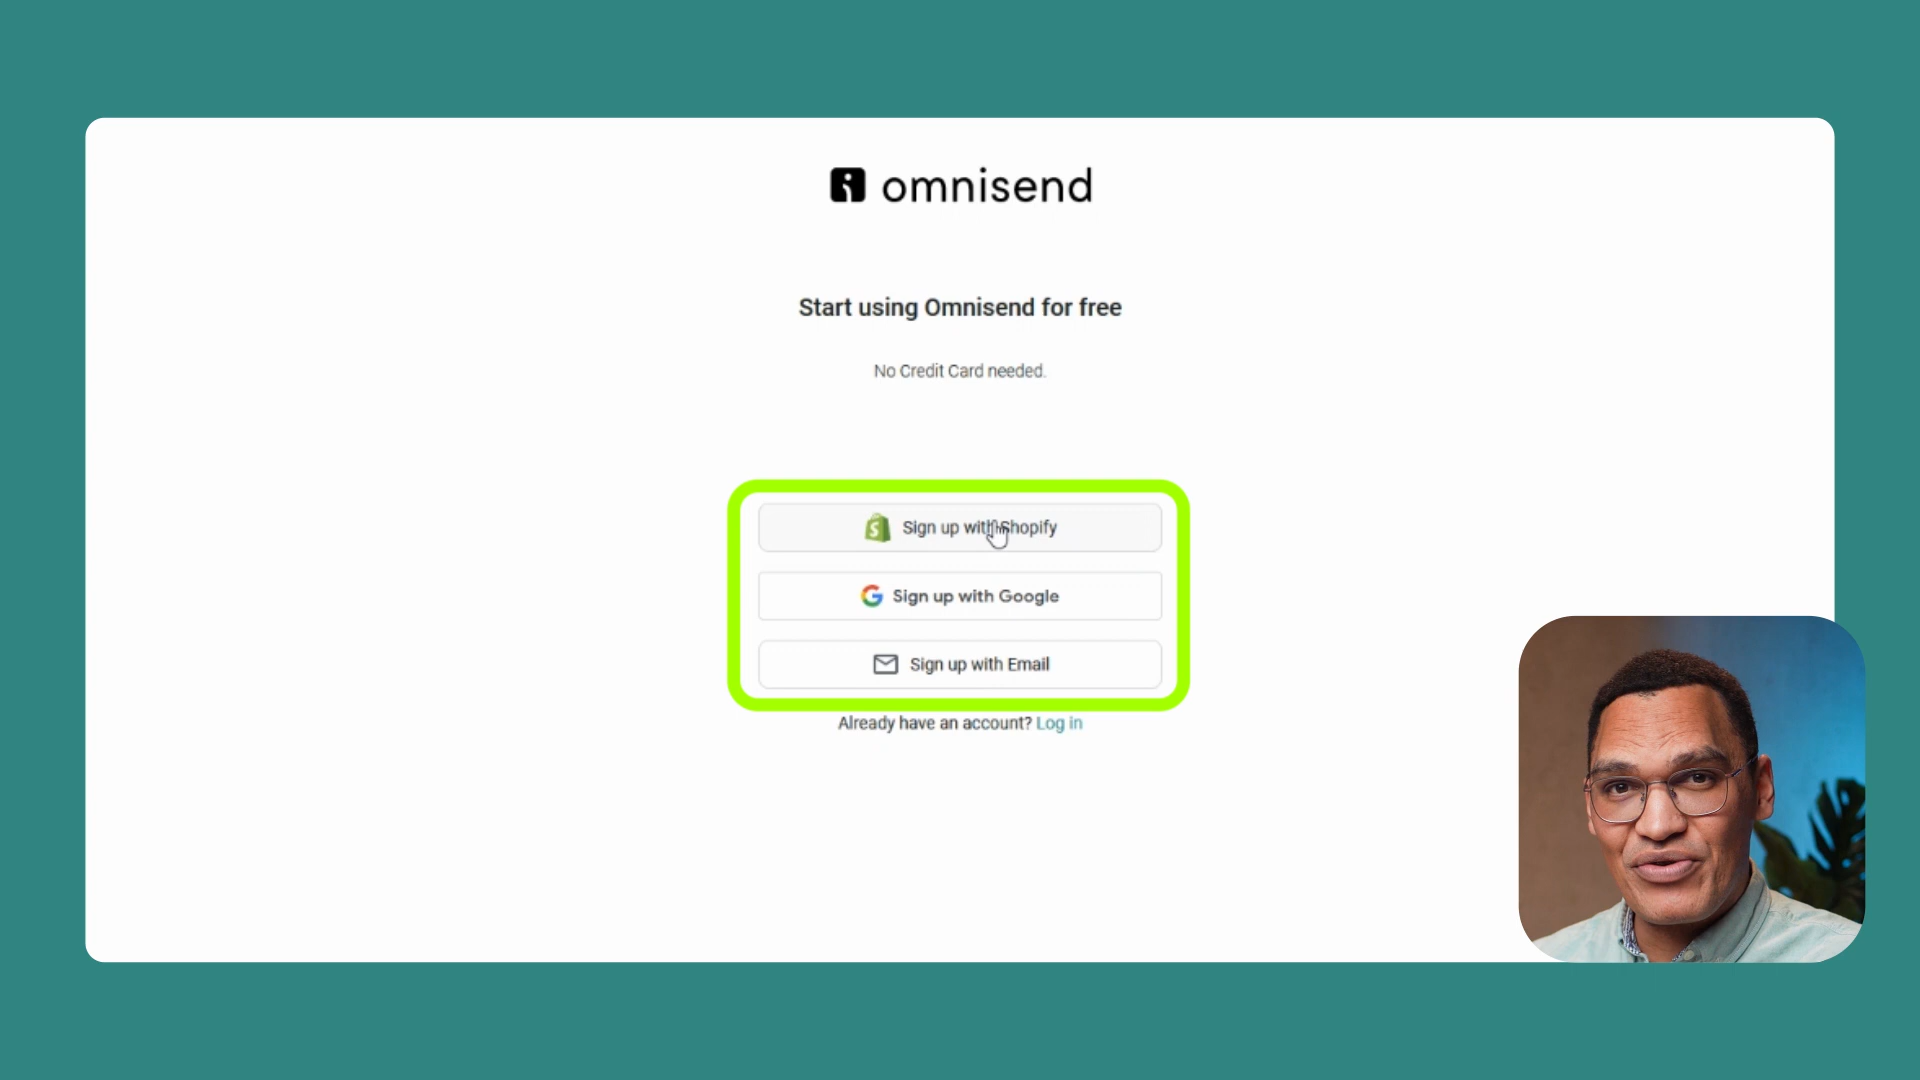 omnisend
Start using Omnisend for free
No Credit Card needed.
Sign up with Shopify
Sign up with Google
Sign up with Email
Already have an account? Log in